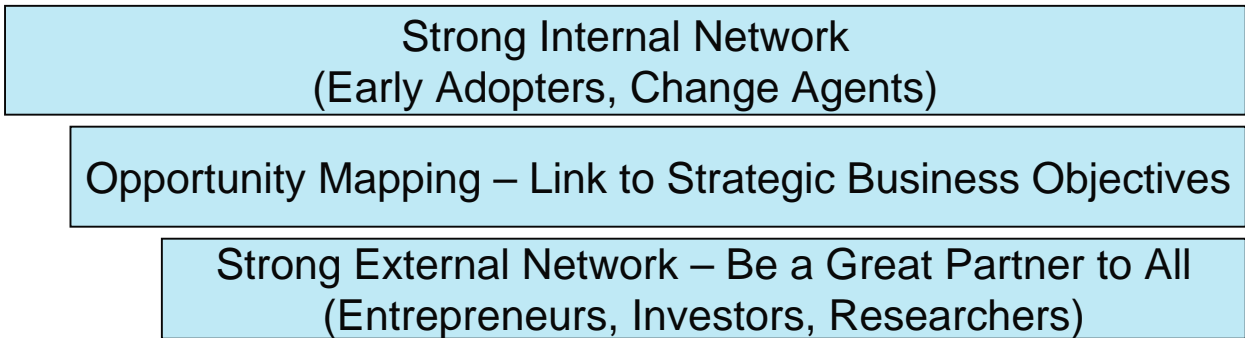 Strong Internal Network
(Early Adopters, Change Agents)
Opportunity Mapping – Link to Strategic Business Objectives
Strong External Network – Be a Great Partner to All
(Entrepreneurs, Investors, Researchers)